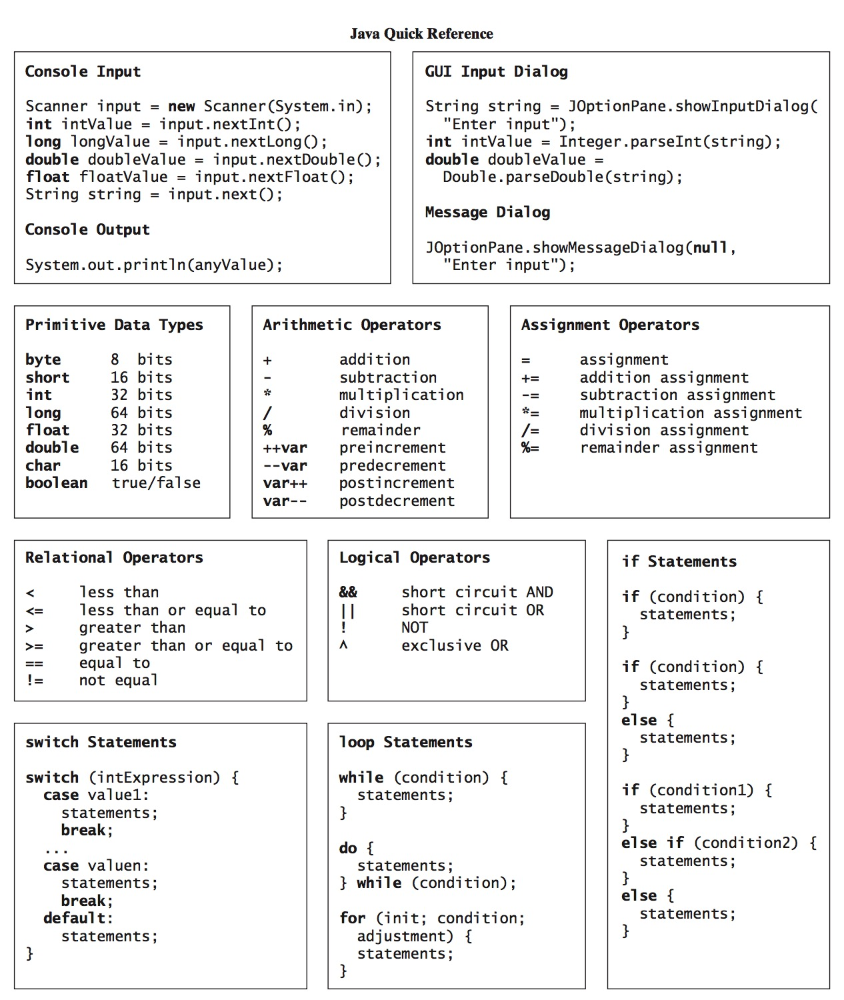 Java Quick Reference
Console Input
Scanner input = new Scanner(System.in);
int intValue = input.nextInt();
long longValue = input.nextLong();
double doubleValue = input.nextDouble();
float floatValue = input.nextFloat();
String string = input.next();
Console Output
System.out.println(anyValue);
GUI Input Dialog
String string = JOptionPane.showInputDialog(
"Enter input");
int intValue = Integer.parseInt(string);
double doubleValue =
Double.parseDouble(string);
Message Dialog
JOptionPane.showMessageDialog(null,
"Enter input");
Primitive Data Types
byte 8 bits
short 16 bits
int 32 bits
long 64 bits
float 32 bits
double 64 bits
char 16 bits
boolean true/false
Arithmetic Operators
+ addition
- subtraction
* multiplication
/ division
% remainder
++var preincrement
--var predecrement
var++ postincrement
var-- postdecrement
Assignment Operators
= assignment
+= addition assignment
-= subtraction assignment
*= multiplication assignment
/= division assignment
%= remainder assignment
Relational Operators
< less than
<= less than or equal to
> greater than
>= greater than or equal to
== equal to
!= not equal
Logical Operators
&& short circuit AND
|| short circuit OR
! NOT
^ exclusive OR
if Statements
if (condition) {
statements;
}
if (condition) {
statements;
}
else {
statements;
}
if (condition1) {
statements;
}
else if (condition2) {
statements;
}
else {
statements;
}
switch Statements
switch (intExpression) {
case value1:
statements;
break;
...
case valuen:
statements;
break;
default:
statements;
}
loop Statements
while (condition) {
statements;
}
do {
statements;
} while (condition);
for (init; condition;
adjustment) {
statements;
}